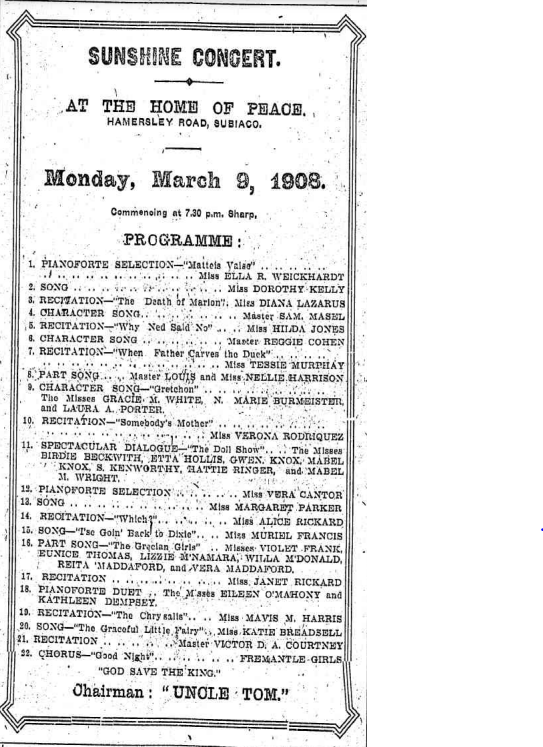 SUNSHINE CONCERT.
AT THE HOME OF PEACE.
HAMERSLEY ROAD, SUBIACO.
Monday, March 9, 1908.
Commencing at 7.30 p.m. Sharp.
PROGRAMME:
1. PIANOFORTE SELECTION—"Mattels Valse" .. .. .. ..
.. .. .. .. .. .. .. .. .. Miss ELLA R. WEICKHARDT
2. SONG .. .. .. .. .. .. .. .. Miss DOROTHY KELLY
3. RECITATION—"The Death of Marion", Miss DIANA LAZARUS
4. CHARACTER SONG.. .. .. .. .. .. Master SAM. MASEL
5. RECITATION—"Why Ned Said No" .. .. Miss HILDA JONES
6. CHARACTER SONG .. .. .. .. .. Master REGGIE COHEN
7. RECITATION—"When Father Carves the Duck" .. .. ..
.. .. .. .. .. .. .. .. .. .. Miss TESSIE MURPHAY
8. PART SONG .. .. Master LOUIS and Miss NELLIE HARRISON
9. CHARACTER SONG—"Gretchon" .. .. .. .. .. ..
The Misses GRACIE M. WHITE, N. MARIE BURMEISTER,
and LAURA A. PORTER.
10. RECITATION—"Somebody's Mother" .. .. .. .. ..
.. .. .. .. .. .. .. .. .. Miss VERONA RODRIQUEZ
11. SPECTACULAR DIALOGUE—"The Doll Show".. .. The Misses
BIRDIE BECKWITH, ETTA HOLLIS, GWEN. KNOX, MABEL
KNOX, S. KENWORTHY, HATTIE RINGER, and MABEL
M. WRIGHT.
12. PIANOFORTE SELECTION .. .. .. .. Miss VERA CANTOR
13. SONG .. .. .. .. .. .. .. Miss MARGARET PARKER
14. RECITATION—"Which?".. .. .. .. Miss ALICE RICKARD
15. SONG—"I'se Goin' Back to Dixie".. .. Miss MURIEL FRANCIS
16. PART SONG—"The Grecian Girls" .. Misses VIOLET FRANK,
EUNICE THOMAS, LIZZIE M'NAMARA, WILLA M'DONALD,
REITA MADDAFORD, and VERA MADDAFORD.
17. RECITATION .. .. .. .. .. .. .. Miss JANET RICKARD
18. PIANOFORTE DUET .. The Misses EILEEN O'MAHONY and
KATHLEEN DEMPSEY.
19. RECITATION—"The Chrysalis".. .. Miss MAVIS M. HARRIS
20. SONG—"The Graceful Little Fairy".. Miss KATIE BREADSELL
21. RECITATION .. .. .. .. .. Master VICTOR D. A. COURTNEY
22. CHORUS—"Good Night".. .. .. .. .. FREMANTLE GIRLS
"GOD SAVE THE KING."
Chairman: "UNCLE TOM."